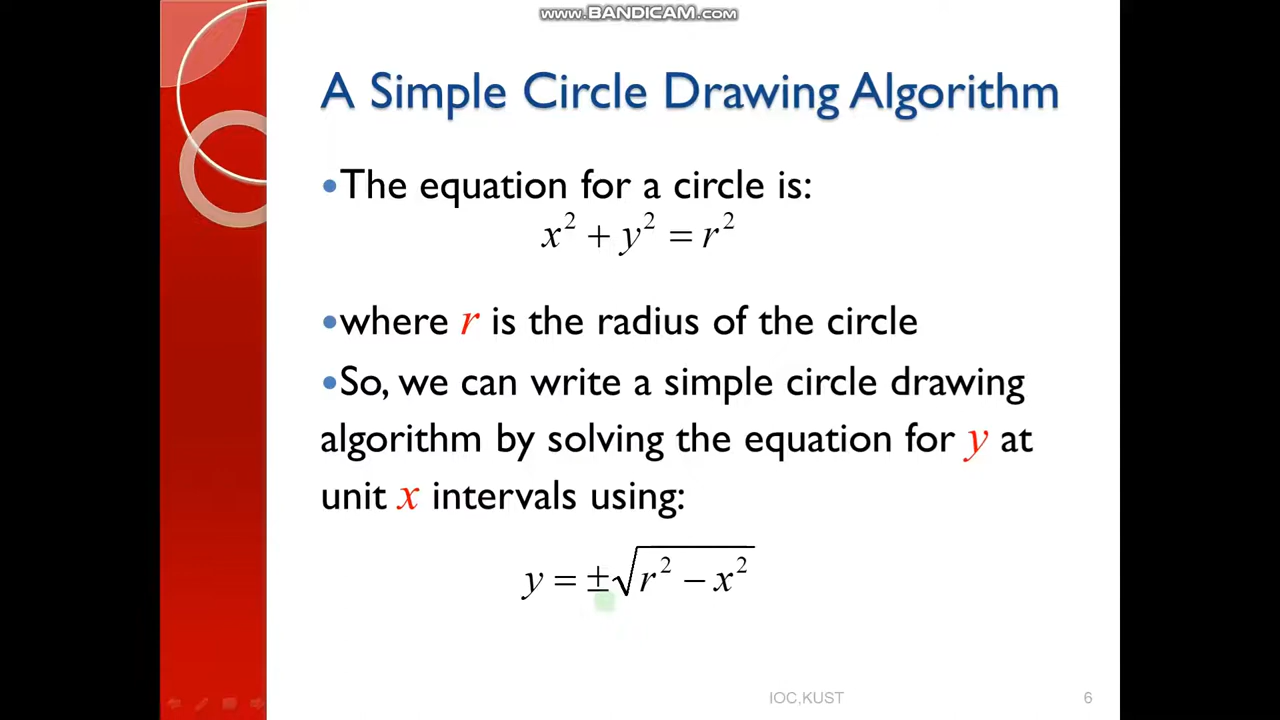 www.BANDICAM.com
A Simple Circle Drawing Algorithm
•The equation for a circle is:
x² + y² = r²
•where r is the radius of the circle
•So, we can write a simple circle drawing
algorithm by solving the equation for y at
unit x intervals using:
y = ±√(r² − x²)
IOC,KUST
6